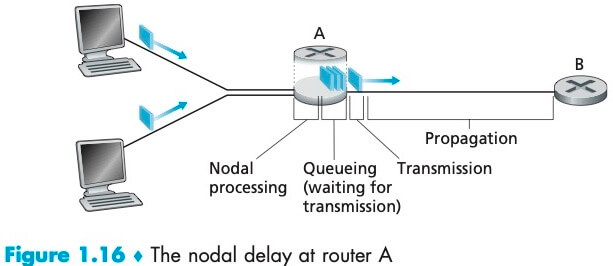 A
B
Propagation
Nodal
processing
Queueing
(waiting for
transmission)
Transmission
Figure 1.16 ♦ The nodal delay at router A